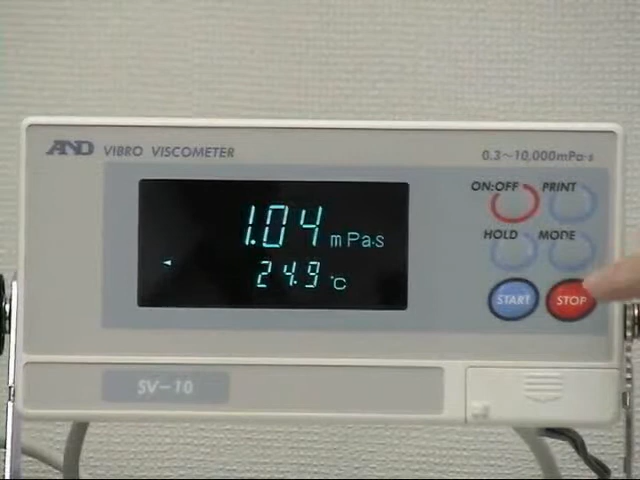 AND VIBRO VISCOMETER
0.3~10,000mPa·s
ON:OFF PRINT
1.04 mPa·s
HOLD MODE
24.9 °C
START STOP
SV-10